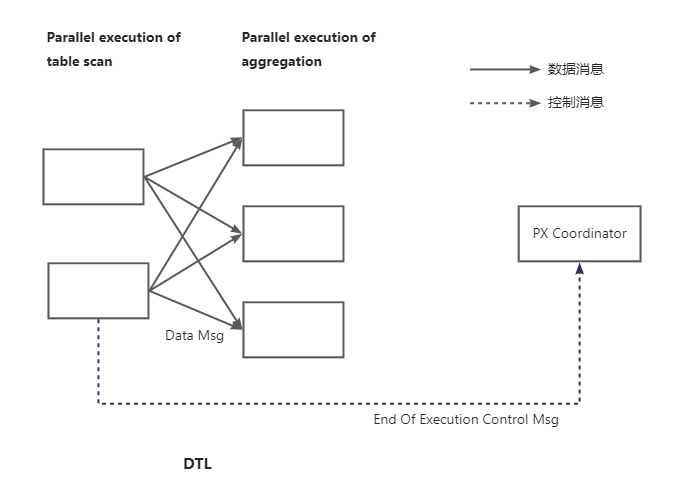 Parallel execution of
table scan
Parallel execution of
aggregation
数据消息
控制消息
PX Coordinator
Data Msg
End Of Execution Control Msg
DTL